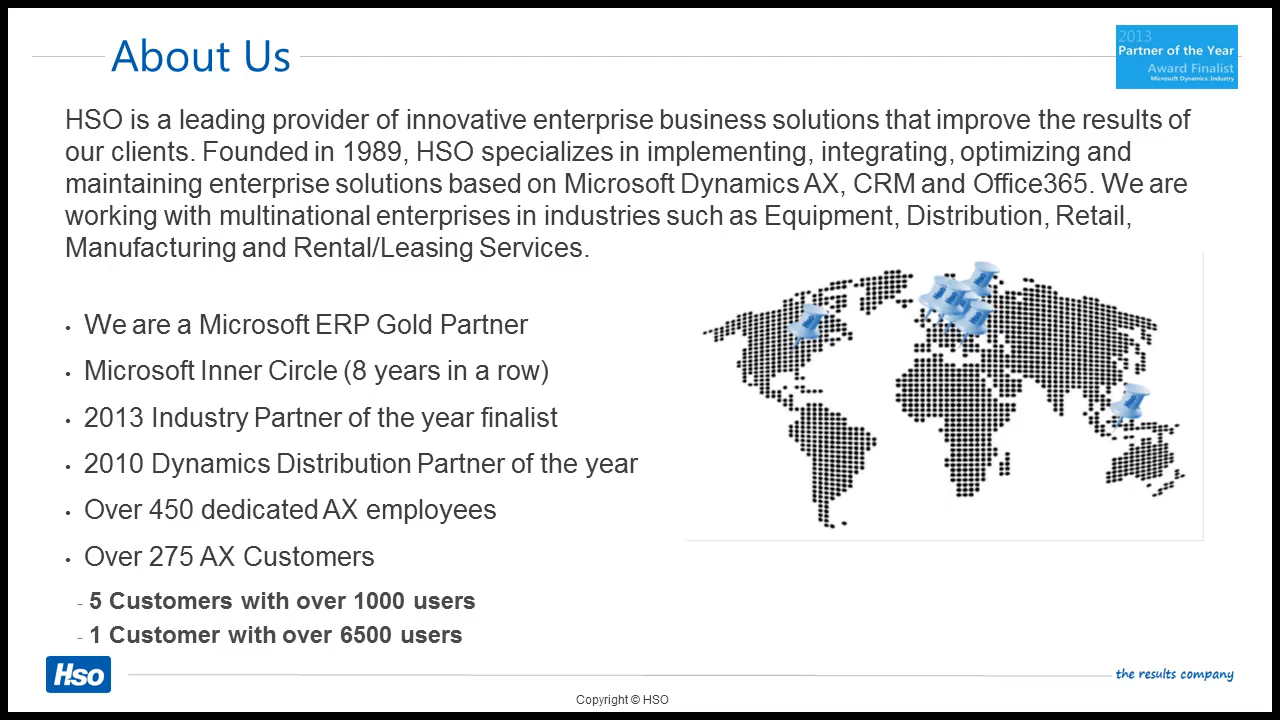 About Us
2013
Partner of the Year
Award Finalist
Microsoft Dynamics: Industry
HSO is a leading provider of innovative enterprise business solutions that improve the results of
our clients. Founded in 1989, HSO specializes in implementing, integrating, optimizing and
maintaining enterprise solutions based on Microsoft Dynamics AX, CRM and Office365. We are
working with multinational enterprises in industries such as Equipment, Distribution, Retail,
Manufacturing and Rental/Leasing Services.
• We are a Microsoft ERP Gold Partner
• Microsoft Inner Circle (8 years in a row)
• 2013 Industry Partner of the year finalist
• 2010 Dynamics Distribution Partner of the year
• Over 450 dedicated AX employees
• Over 275 AX Customers
- 5 Customers with over 1000 users
- 1 Customer with over 6500 users
Hso
the results company
Copyright © HSO